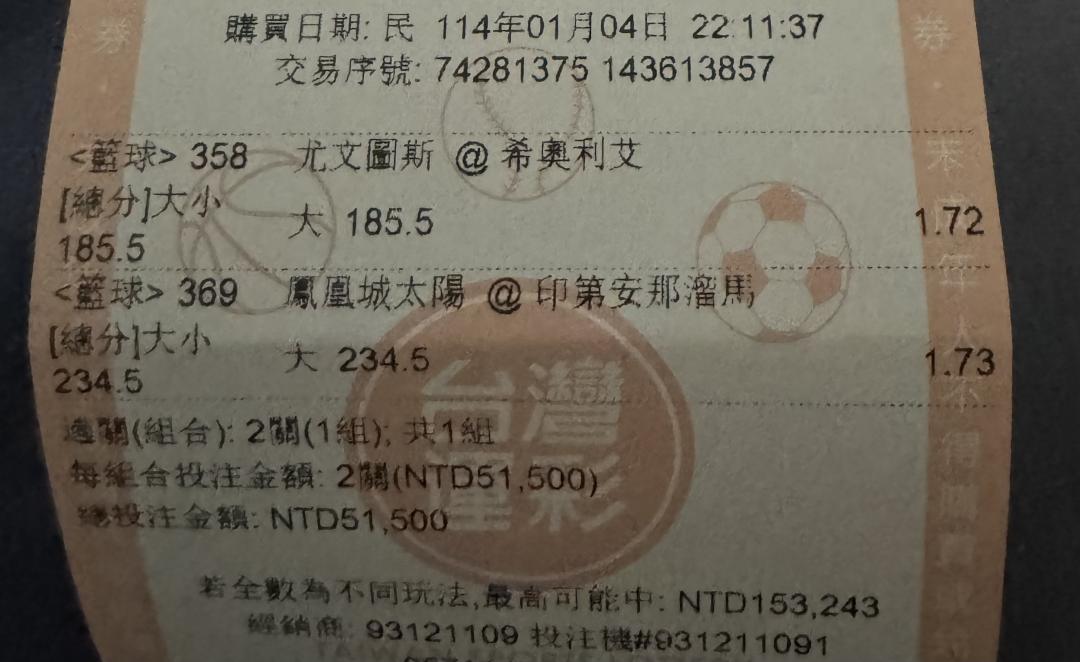 購買日期: 民 114年01月04日 22:11:37
交易序號: 74281375 143613857
<籃球> 358 尤文圖斯 @ 希奧利艾
[總分]大小
185.5 大 185.5 1.72
<籃球> 369 鳳凰城太陽 @ 印第安那溜馬
[總分]大小
234.5 大 234.5 1.73
過關(組合): 2關(1組); 共1組
每組合投注金額: 2關(NTD51,500)
總投注金額: NTD51,500
若全數為不同玩法,最高可能中: NTD153,243
經銷商: 93121109 投注機#931211091
台灣
運彩
券
券